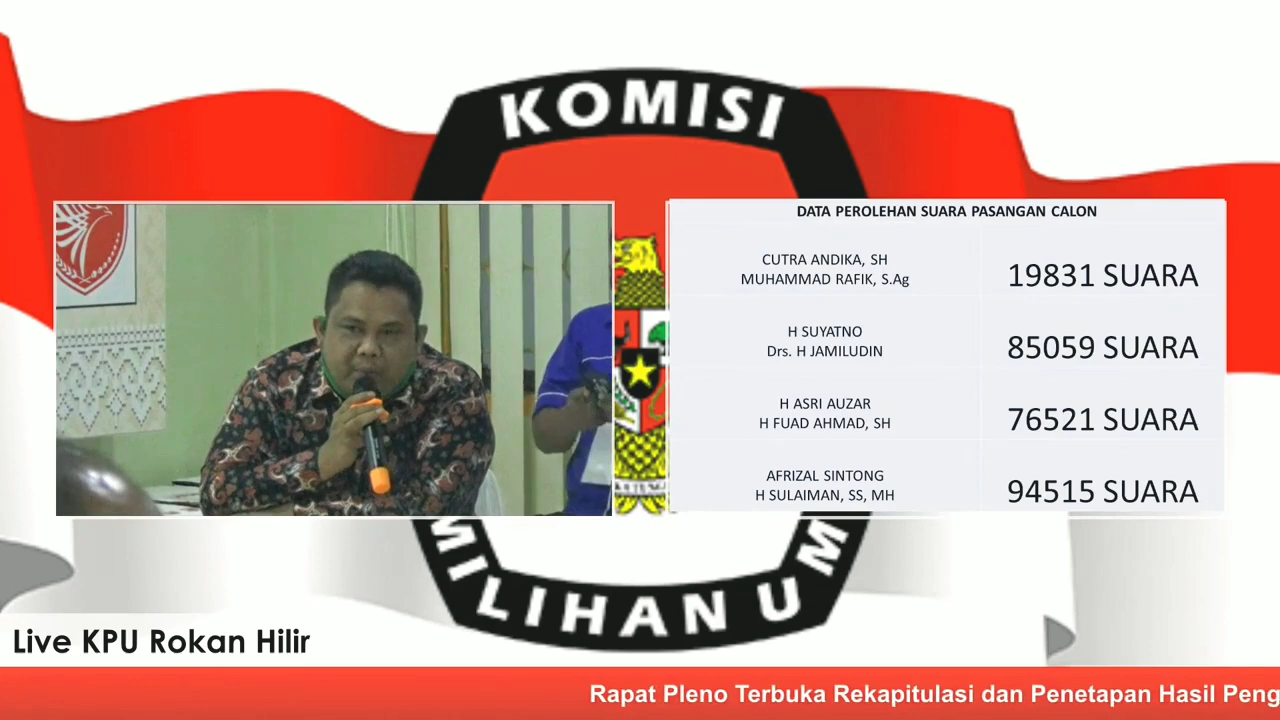 KOMISI
DATA PEROLEHAN SUARA PASANGAN CALON
CUTRA ANDIKA, SH
MUHAMMAD RAFIK, S.Ag
19831 SUARA
H SUYATNO
Drs. H JAMILUDIN
85059 SUARA
H ASRI AUZAR
H FUAD AHMAD, SH
76521 SUARA
AFRIZAL SINTONG
H SULAIMAN, SS, MH
94515 SUARA
MILIHAN UM
Live KPU Rokan Hilir
Rapat Pleno Terbuka Rekapitulasi dan Penetapan Hasil Peng